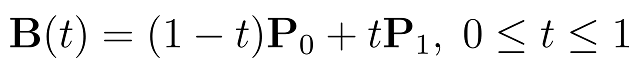 B(t) = (1 − t)P₀ + tP₁, 0 ≤ t ≤ 1